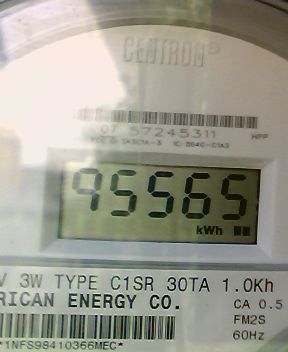 CENTRON®
07 57245311 HPP
95565
kWh
V 3W TYPE C1SR 30TA 1.0Kh
RICAN ENERGY CO.
CA 0.5
FM2S
60Hz
*1NFS98410366MEC*